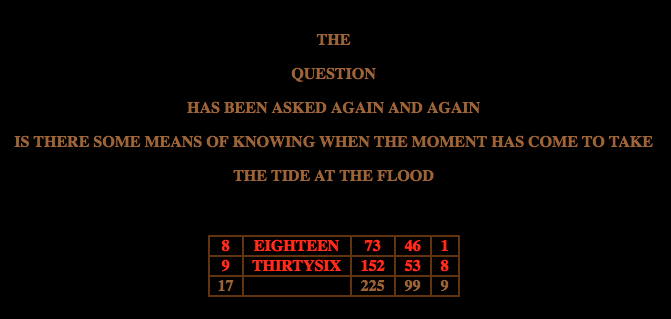 THE
QUESTION
HAS BEEN ASKED AGAIN AND AGAIN
IS THERE SOME MEANS OF KNOWING WHEN THE MOMENT HAS COME TO TAKE
THE TIDE AT THE FLOOD
8 EIGHTEEN 73 46 1
9 THIRTYSIX 152 53 8
17 225 99 9